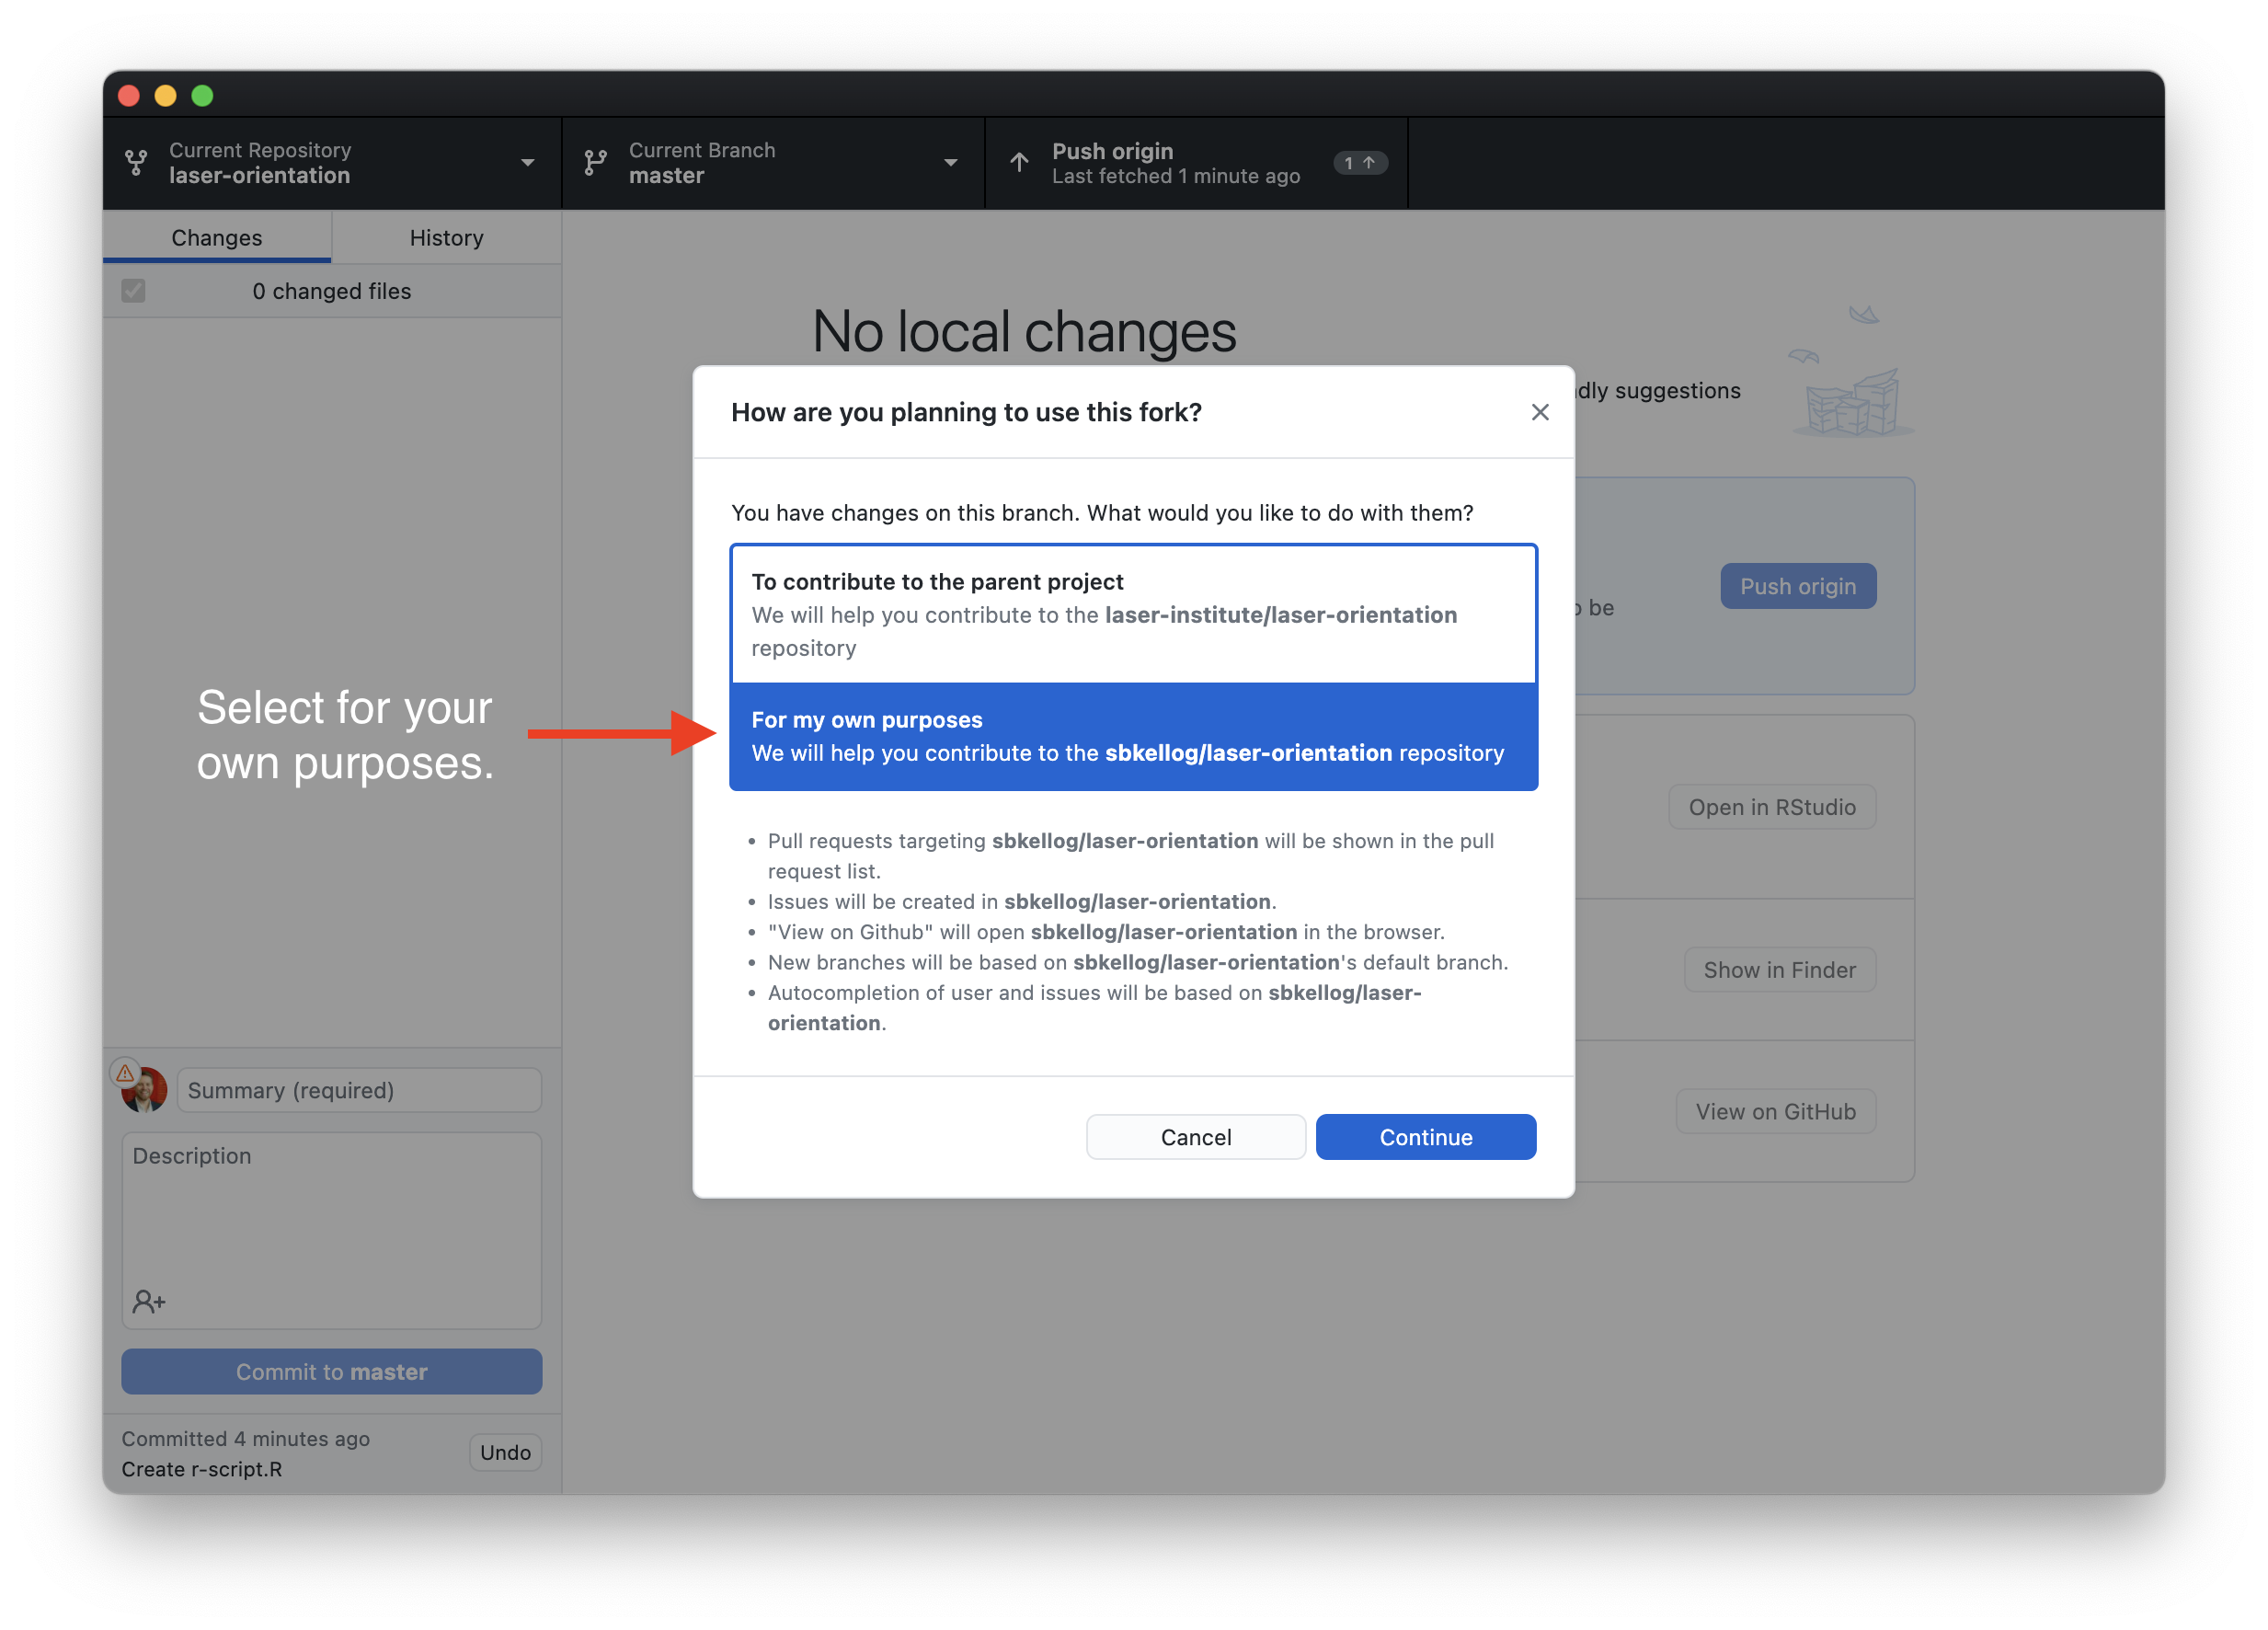 Current Repository
laser-orientation
Current Branch
master
Push origin
Last fetched 1 minute ago
1
Changes
History
0 changed files
No local changes
suggestions
How are you planning to use this fork?
You have changes on this branch. What would you like to do with them?
To contribute to the parent project
We will help you contribute to the laser-institute/laser-orientation
repository
For my own purposes
We will help you contribute to the sbkellog/laser-orientation repository
Pull requests targeting sbkellog/laser-orientation will be shown in the pull
request list.
Issues will be created in sbkellog/laser-orientation.
"View on Github" will open sbkellog/laser-orientation in the browser.
New branches will be based on sbkellog/laser-orientation's default branch.
Autocompletion of user and issues will be based on sbkellog/laser-
orientation.
Cancel
Continue
Select for your
own purposes.
be
Push origin
Open in RStudio
Show in Finder
View on GitHub
Summary (required)
Description
Commit to master
Committed 4 minutes ago
Create r-script.R
Undo